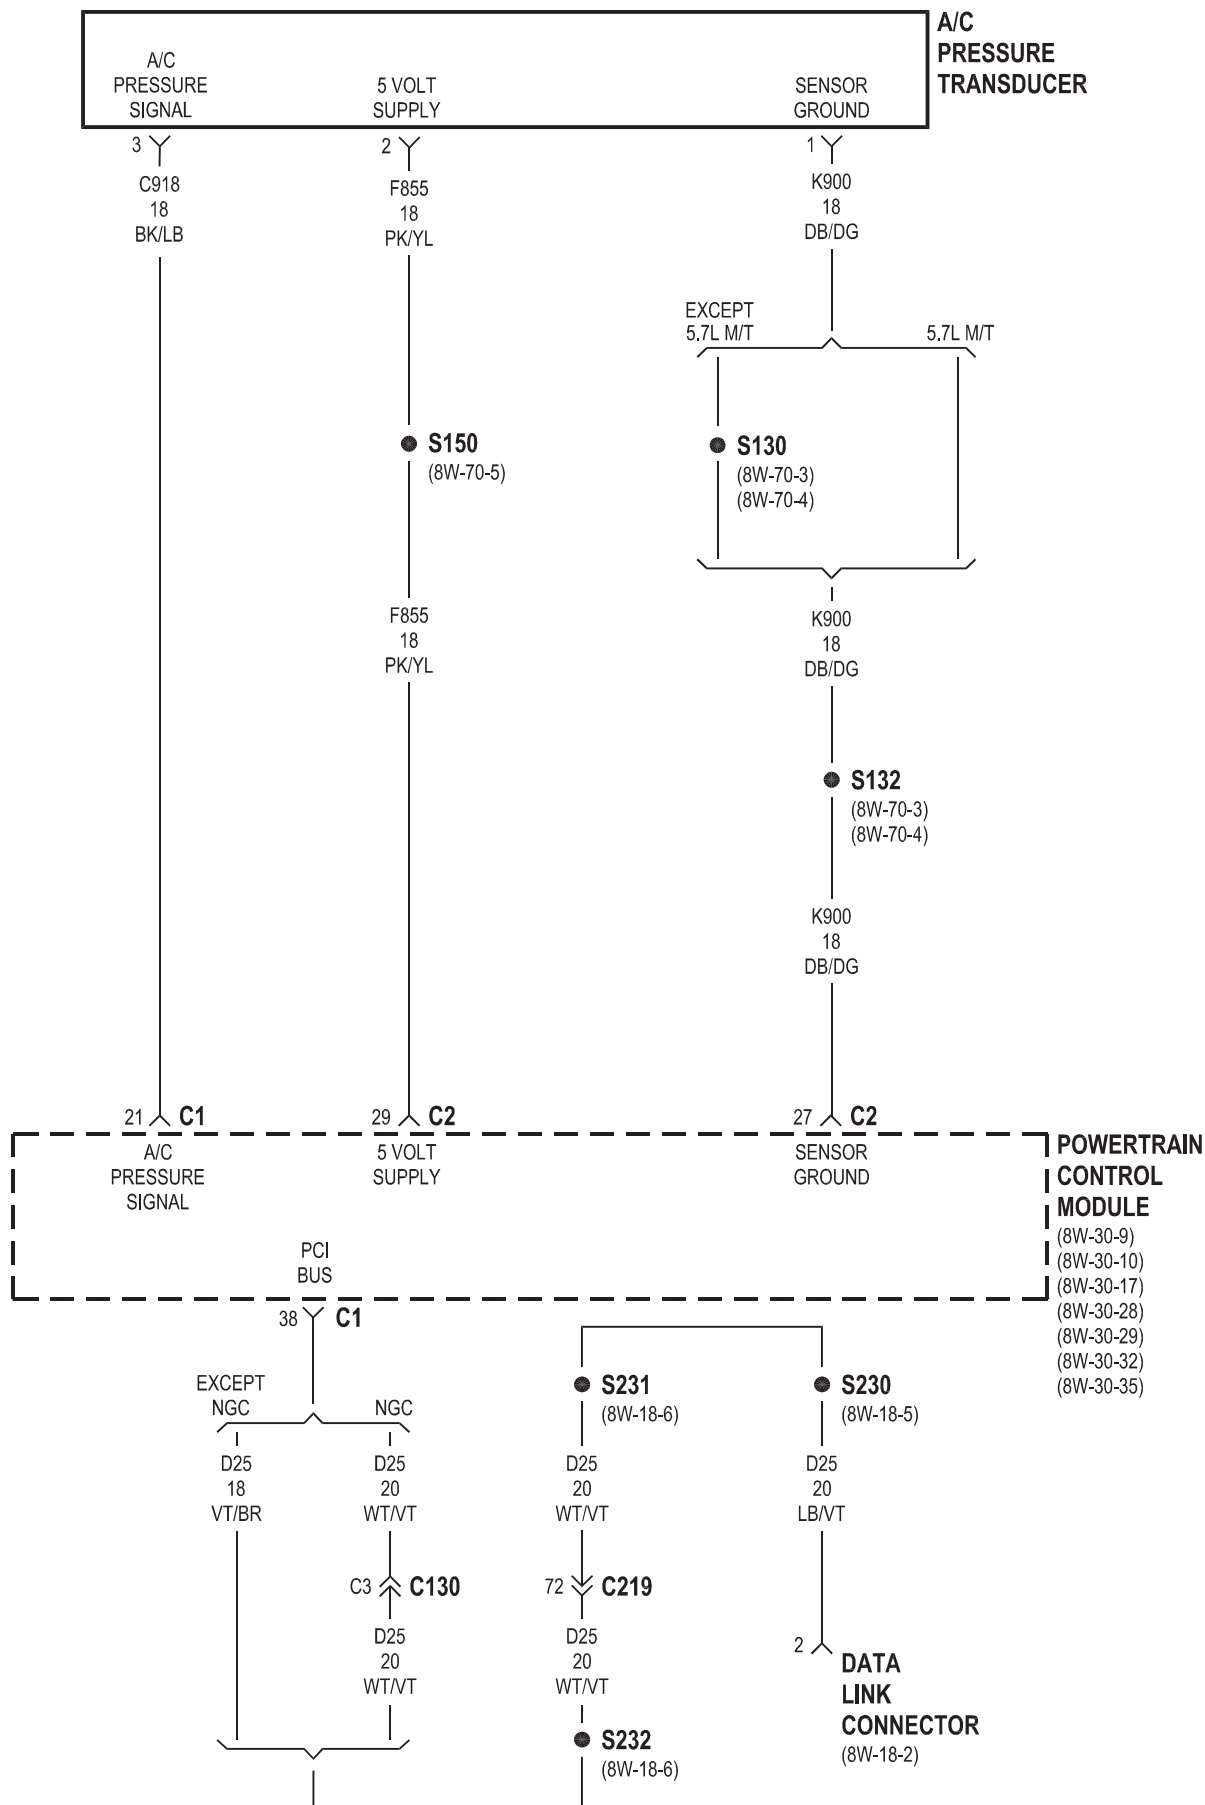 A/C
PRESSURE
TRANSDUCER
A/C
PRESSURE
SIGNAL
5 VOLT
SUPPLY
SENSOR
GROUND
3
C918
18
BK/LB
2
F855
18
PK/YL
1
K900
18
DB/DG
EXCEPT
5.7L M/T
5.7L M/T
S150
(8W-70-5)
S130
(8W-70-3)
(8W-70-4)
F855
18
PK/YL
K900
18
DB/DG
S132
(8W-70-3)
(8W-70-4)
K900
18
DB/DG
21 C1
29 C2
27 C2
A/C
PRESSURE
SIGNAL
5 VOLT
SUPPLY
SENSOR
GROUND
POWERTRAIN
CONTROL
MODULE
(8W-30-9)
(8W-30-10)
(8W-30-17)
(8W-30-28)
(8W-30-29)
(8W-30-32)
(8W-30-35)
PCI
BUS
38 C1
EXCEPT
NGC
NGC
S231
(8W-18-6)
S230
(8W-18-5)
D25
18
VT/BR
D25
20
WT/VT
D25
20
WT/VT
D25
20
LB/VT
C3 C130
72 C219
D25
20
WT/VT
D25
20
WT/VT
2
DATA
LINK
CONNECTOR
(8W-18-2)
S232
(8W-18-6)